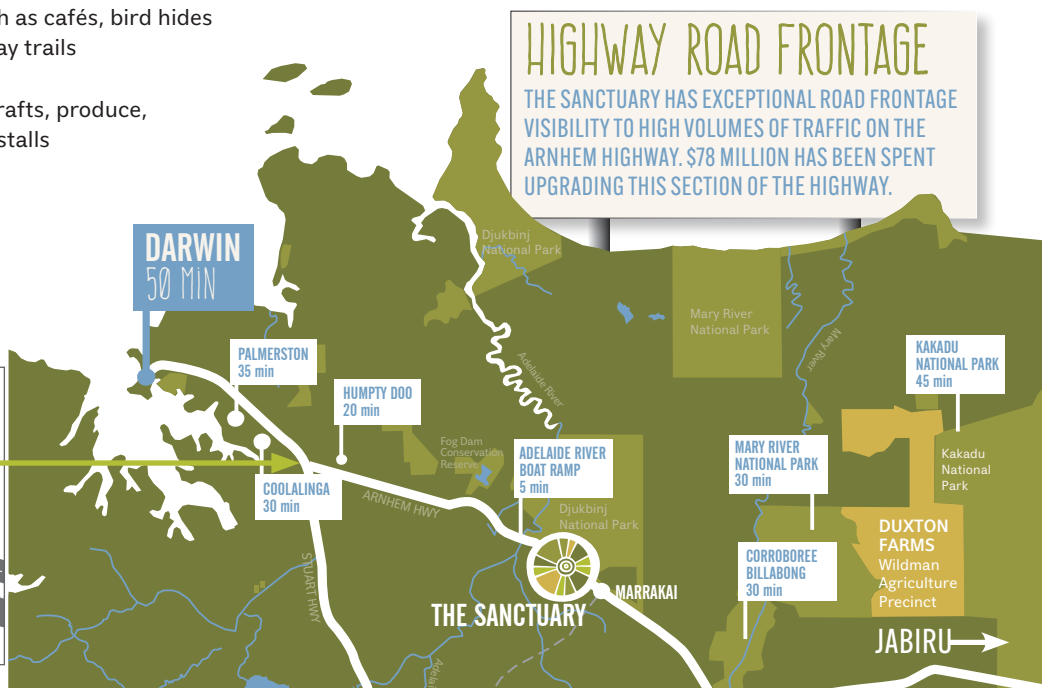 h as cafés, bird hides
ay trails
rafts, produce,
stalls
HIGHWAY ROAD FRONTAGE
THE SANCTUARY HAS EXCEPTIONAL ROAD FRONTAGE
VISIBILITY TO HIGH VOLUMES OF TRAFFIC ON THE
ARNHEM HIGHWAY. $78 MILLION HAS BEEN SPENT
UPGRADING THIS SECTION OF THE HIGHWAY.
Djukbinj
National Park
DARWIN
50 MIN
Mary River
National Park
Mary River
PALMERSTON
35 min
KAKADU
NATIONAL PARK
45 min
Adelaide River
HUMPTY DOO
20 min
Fog Dam
Conservation
Reserve
ADELAIDE RIVER
BOAT RAMP
5 min
MARY RIVER
NATIONAL PARK
30 min
Kakadu
National
Park
COOLALINGA
30 min
ARNHEM HWY
Djukbinj
National Park
DUXTON
FARMS
Wildman
Agriculture
Precinct
STUART HWY
CORROBOREE
BILLABONG
30 min
MARRAKAI
THE SANCTUARY
JABIRU
Adelai